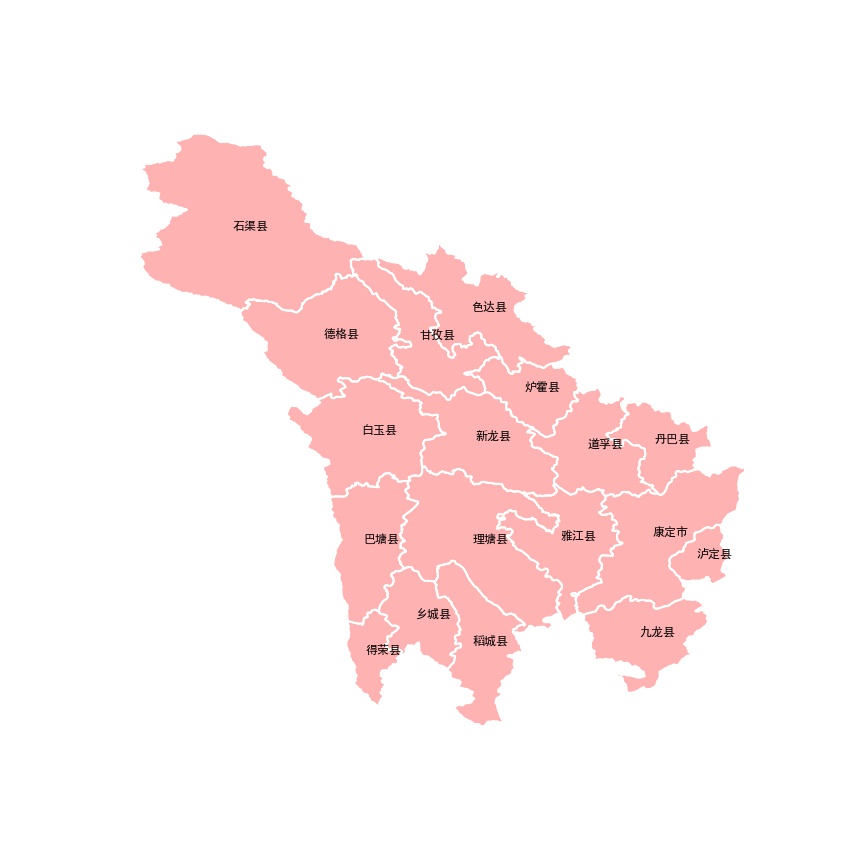 石渠县
色达县
德格县
甘孜县
炉霍县
白玉县
新龙县
丹巴县
道孚县
康定市
雅江县
巴塘县
理塘县
泸定县
乡城县
九龙县
稻城县
得荣县